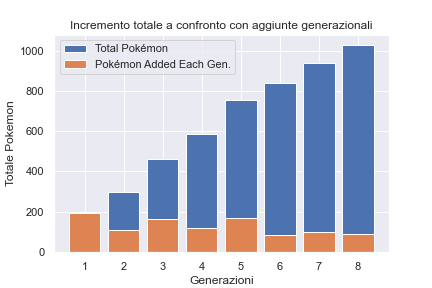 Incremento totale a confronto con aggiunte generazionali
Total Pokémon
Pokémon Added Each Gen.
Totale Pokemon
1000
800
600
400
200
0
1 2 3 4 5 6 7 8
Generazioni